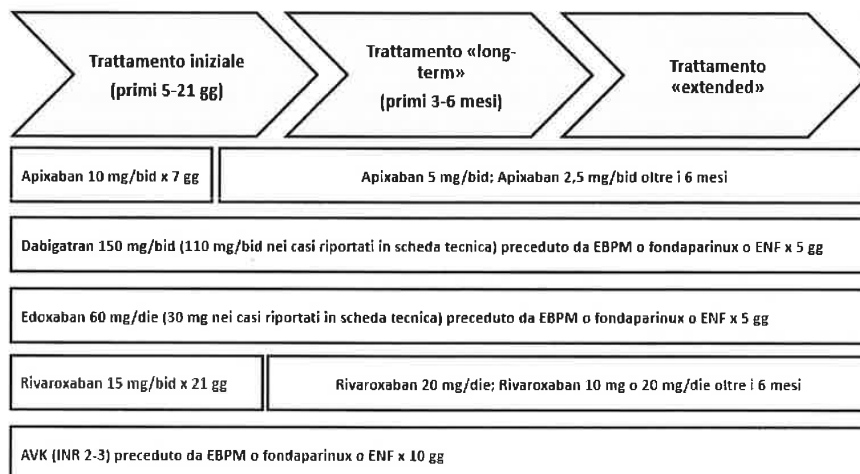 Trattamento iniziale
(primi 5-21 gg)
Trattamento «long-
term»
(primi 3-6 mesi)
Trattamento
«extended»
Apixaban 10 mg/bid x 7 gg
Apixaban 5 mg/bid; Apixaban 2,5 mg/bid oltre i 6 mesi
Dabigatran 150 mg/bid (110 mg/bid nei casi riportati in scheda tecnica) preceduto da EBPM o fondaparinux o ENF x 5 gg
Edoxaban 60 mg/die (30 mg nei casi riportati in scheda tecnica) preceduto da EBPM o fondaparinux o ENF x 5 gg
Rivaroxaban 15 mg/bid x 21 gg
Rivaroxaban 20 mg/die; Rivaroxaban 10 mg o 20 mg/die oltre i 6 mesi
AVK (INR 2-3) preceduto da EBPM o fondaparinux o ENF x 10 gg